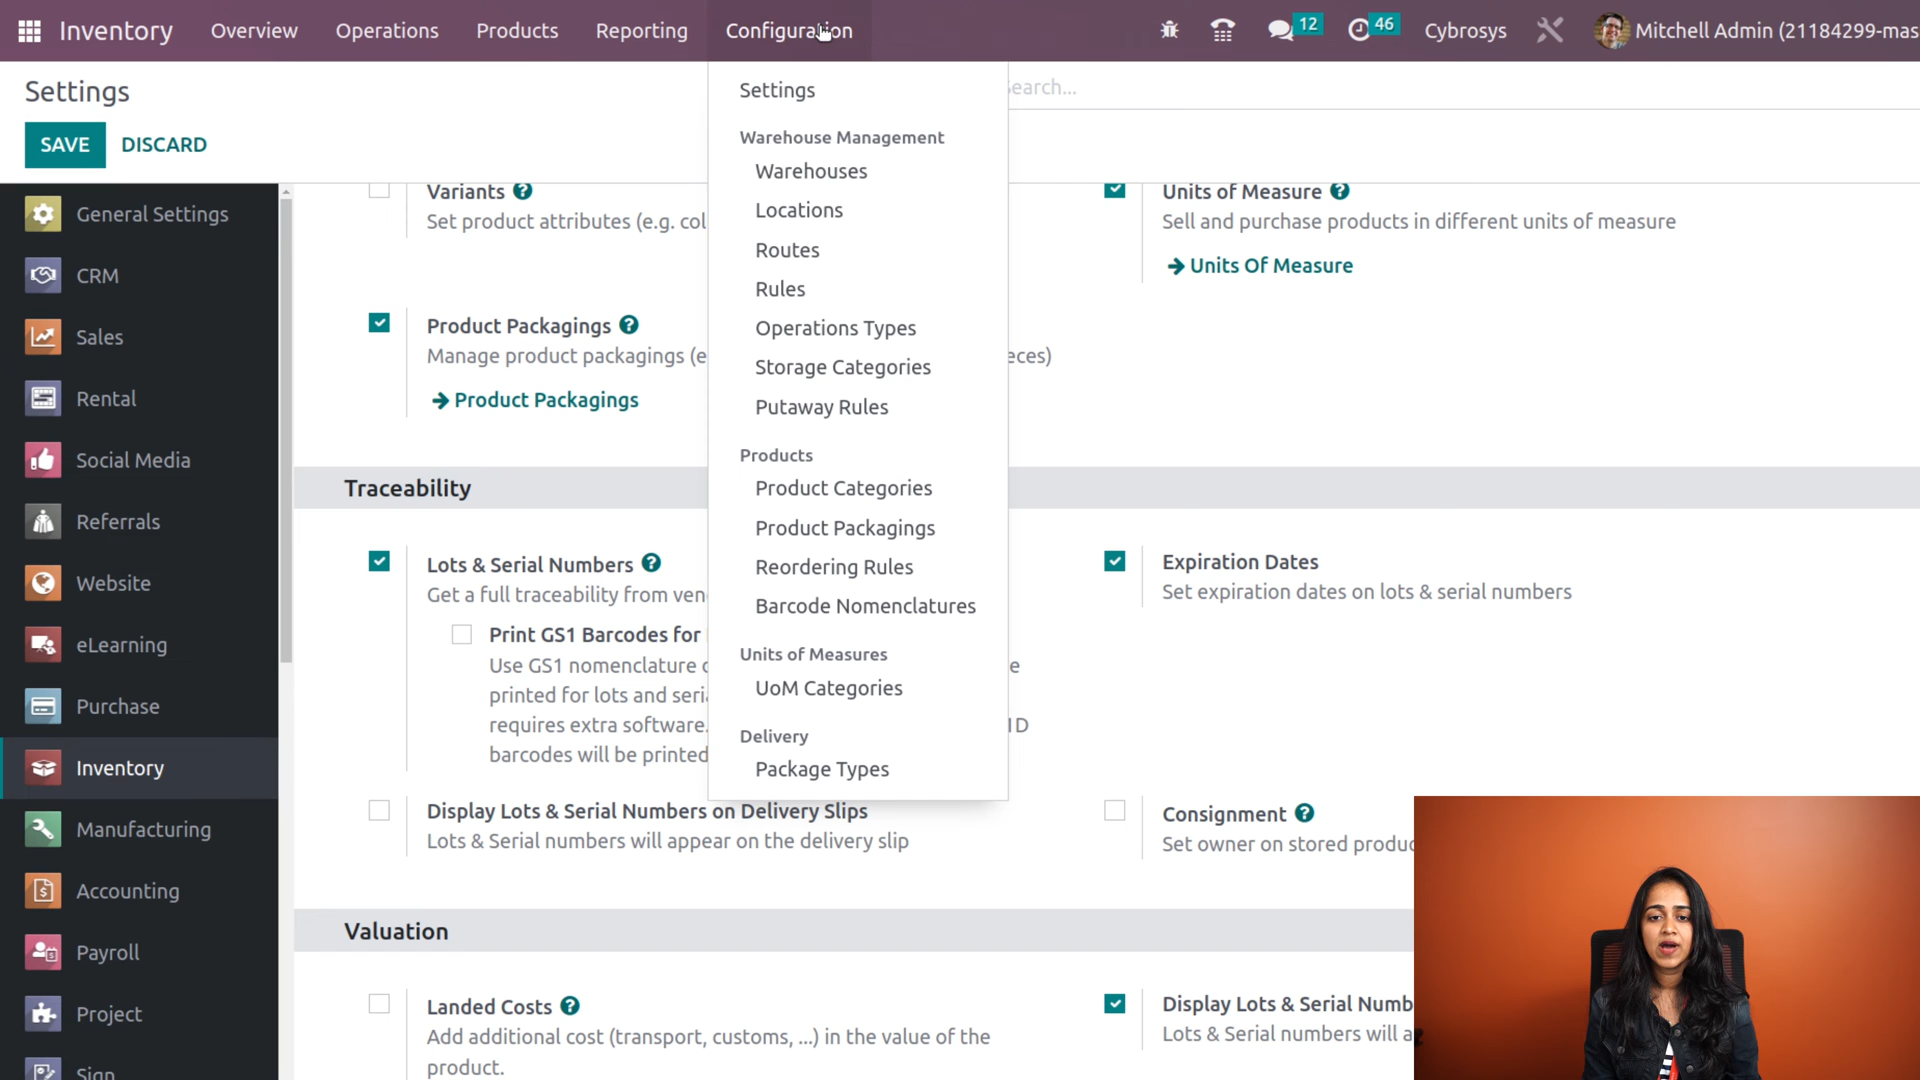 Inventory Overview Operations Products Reporting Configuration 12 46 Cybrosys Mitchell Admin (21184299-mas
Settings
SAVE DISCARD
Search...
General Settings
CRM
Sales
Rental
Social Media
Referrals
Website
eLearning
Purchase
Inventory
Manufacturing
Accounting
Payroll
Project
Sign
Settings
Warehouse Management
Warehouses
Locations
Routes
Rules
Operations Types
Storage Categories
Putaway Rules
Products
Product Categories
Product Packagings
Reordering Rules
Barcode Nomenclatures
Units of Measures
UoM Categories
Delivery
Package Types
Variants ?
Set product attributes (e.g. col
Units of Measure ?
Sell and purchase products in different units of measure
Units Of Measure
Product Packagings ?
Manage product packagings (e eces)
Product Packagings
Traceability
Lots & Serial Numbers ?
Get a full traceability from ven
Print GS1 Barcodes for
Use GS1 nomenclature e
printed for lots and seri
requires extra software. 1D
barcodes will be printed
Expiration Dates
Set expiration dates on lots & serial numbers
Display Lots & Serial Numbers on Delivery Slips
Lots & Serial numbers will appear on the delivery slip
Consignment ?
Set owner on stored produc
Valuation
Landed Costs ?
Add additional cost (transport, customs, ...) in the value of the
product.
Display Lots & Serial Numb
Lots & Serial numbers will a